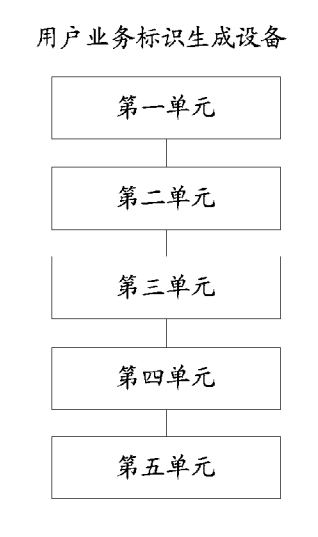 用户业务标识生成设备
第一单元
第二单元
第三单元
第四单元
第五单元